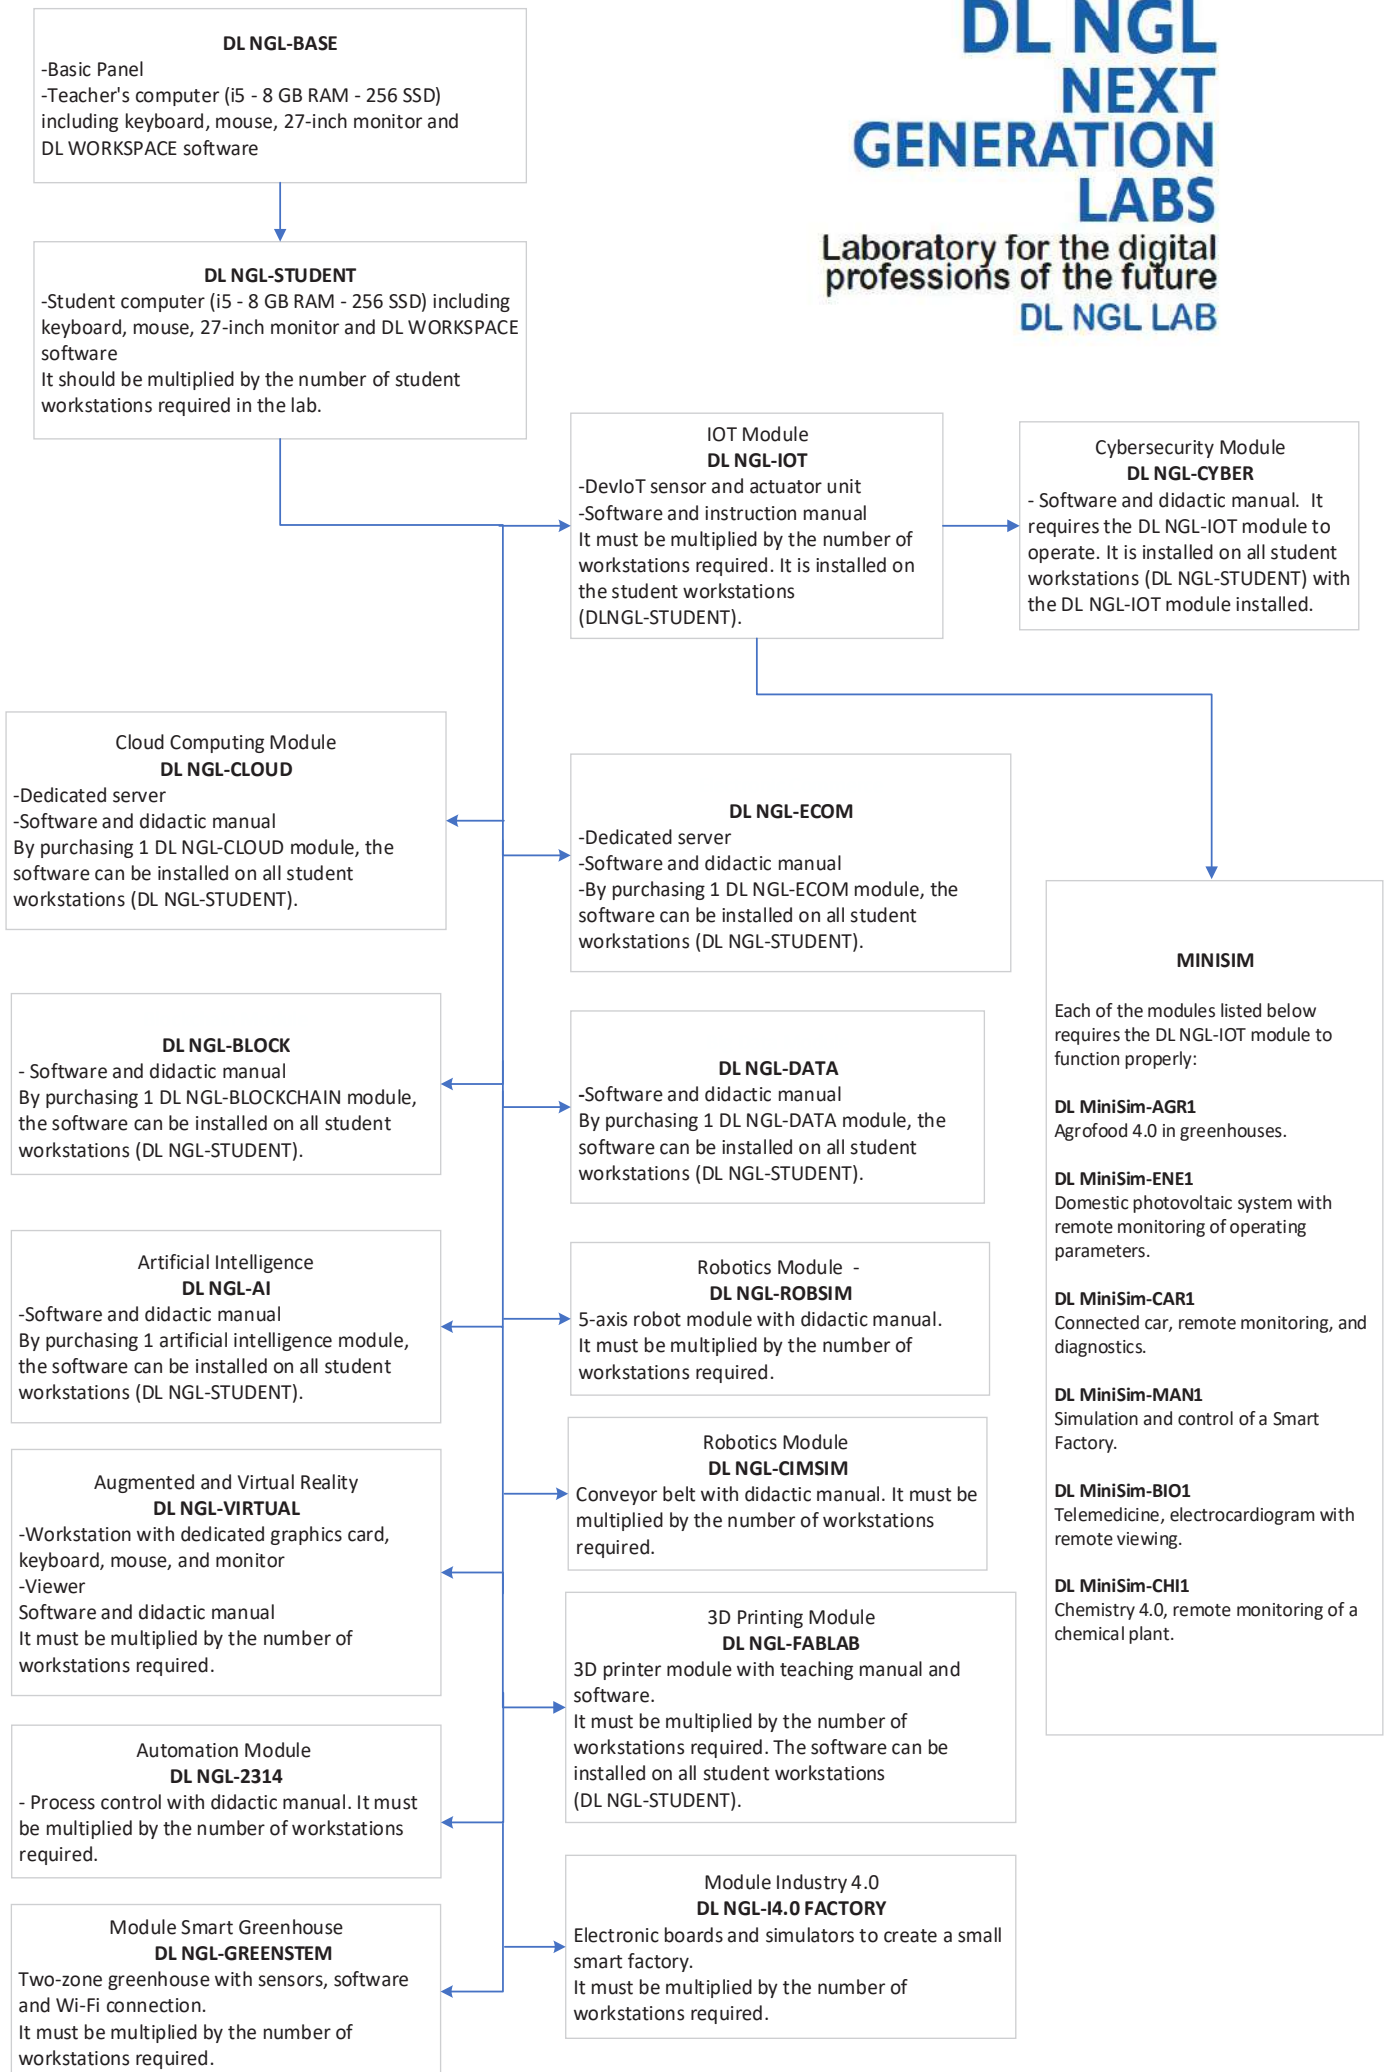 DL NGL
NEXT
GENERATION
LABS
Laboratory for the digital
professions of the future
DL NGL LAB
DL NGL-BASE
-Basic Panel
-Teacher's computer (i5 - 8 GB RAM - 256 SSD)
including keyboard, mouse, 27-inch monitor and
DL WORKSPACE software
DL NGL-STUDENT
-Student computer (i5 - 8 GB RAM - 256 SSD) including
keyboard, mouse, 27-inch monitor and DL WORKSPACE
software
It should be multiplied by the number of student
workstations required in the lab.
IOT Module
DL NGL-IOT
-DevIoT sensor and actuator unit
-Software and instruction manual
It must be multiplied by the number of
workstations required. It is installed on
the student workstations
(DLNGL-STUDENT).
Cybersecurity Module
DL NGL-CYBER
- Software and didactic manual.  It
requires the DL NGL-IOT module to
operate. It is installed on all student
workstations (DL NGL-STUDENT) with
the DL NGL-IOT module installed.
Cloud Computing Module
DL NGL-CLOUD
-Dedicated server
-Software and didactic manual
By purchasing 1 DL NGL-CLOUD module, the
software can be installed on all student
workstations (DL NGL-STUDENT).
DL NGL-ECOM
-Dedicated server
-Software and didactic manual
-By purchasing 1 DL NGL-ECOM module, the
software can be installed on all student
workstations (DL NGL-STUDENT).
DL NGL-BLOCK
- Software and didactic manual
By purchasing 1 DL NGL-BLOCKCHAIN module,
the software can be installed on all student
workstations (DL NGL-STUDENT).
DL NGL-DATA
-Software and didactic manual
By purchasing 1 DL NGL-DATA module, the
software can be installed on all student
workstations (DL NGL-STUDENT).
Artificial Intelligence
DL NGL-AI
-Software and didactic manual
By purchasing 1 artificial intelligence module,
the software can be installed on all student
workstations (DL NGL-STUDENT).
Robotics Module  -
DL NGL-ROBSIM
5-axis robot module with didactic manual.
It must be multiplied by the number of
workstations required.
Robotics Module
DL NGL-CIMSIM
Conveyor belt with didactic manual. It must be
multiplied by the number of workstations
required.
Augmented and Virtual Reality
DL NGL-VIRTUAL
-Workstation with dedicated graphics card,
keyboard, mouse, and monitor
-Viewer
Software and didactic manual
It must be multiplied by the number of
workstations required.
3D Printing Module
DL NGL-FABLAB
3D printer module with teaching manual and
software.
It must be multiplied by the number of
workstations required. The software can be
installed on all student workstations
(DL NGL-STUDENT).
Automation Module
DL NGL-2314
- Process control with didactic manual. It must
be multiplied by the number of workstations
required.
Module Industry 4.0
DL NGL-I4.0 FACTORY
Electronic boards and simulators to create a small
smart factory.
It must be multiplied by the number of
workstations required.
Module Smart Greenhouse
DL NGL-GREENSTEM
Two-zone greenhouse with sensors, software
and Wi-Fi connection.
It must be multiplied by the number of
workstations required.
MINISIM
Each of the modules listed below
requires the DL NGL-IOT module to
function properly:
DL MiniSim-AGR1
Agrofood 4.0 in greenhouses.
DL MiniSim-ENE1
Domestic photovoltaic system with
remote monitoring of operating
parameters.
DL MiniSim-CAR1
Connected car, remote monitoring, and
diagnostics.
DL MiniSim-MAN1
Simulation and control of a Smart
Factory.
DL MiniSim-BIO1
Telemedicine, electrocardiogram with
remote viewing.
DL MiniSim-CHI1
Chemistry 4.0, remote monitoring of a
chemical plant.